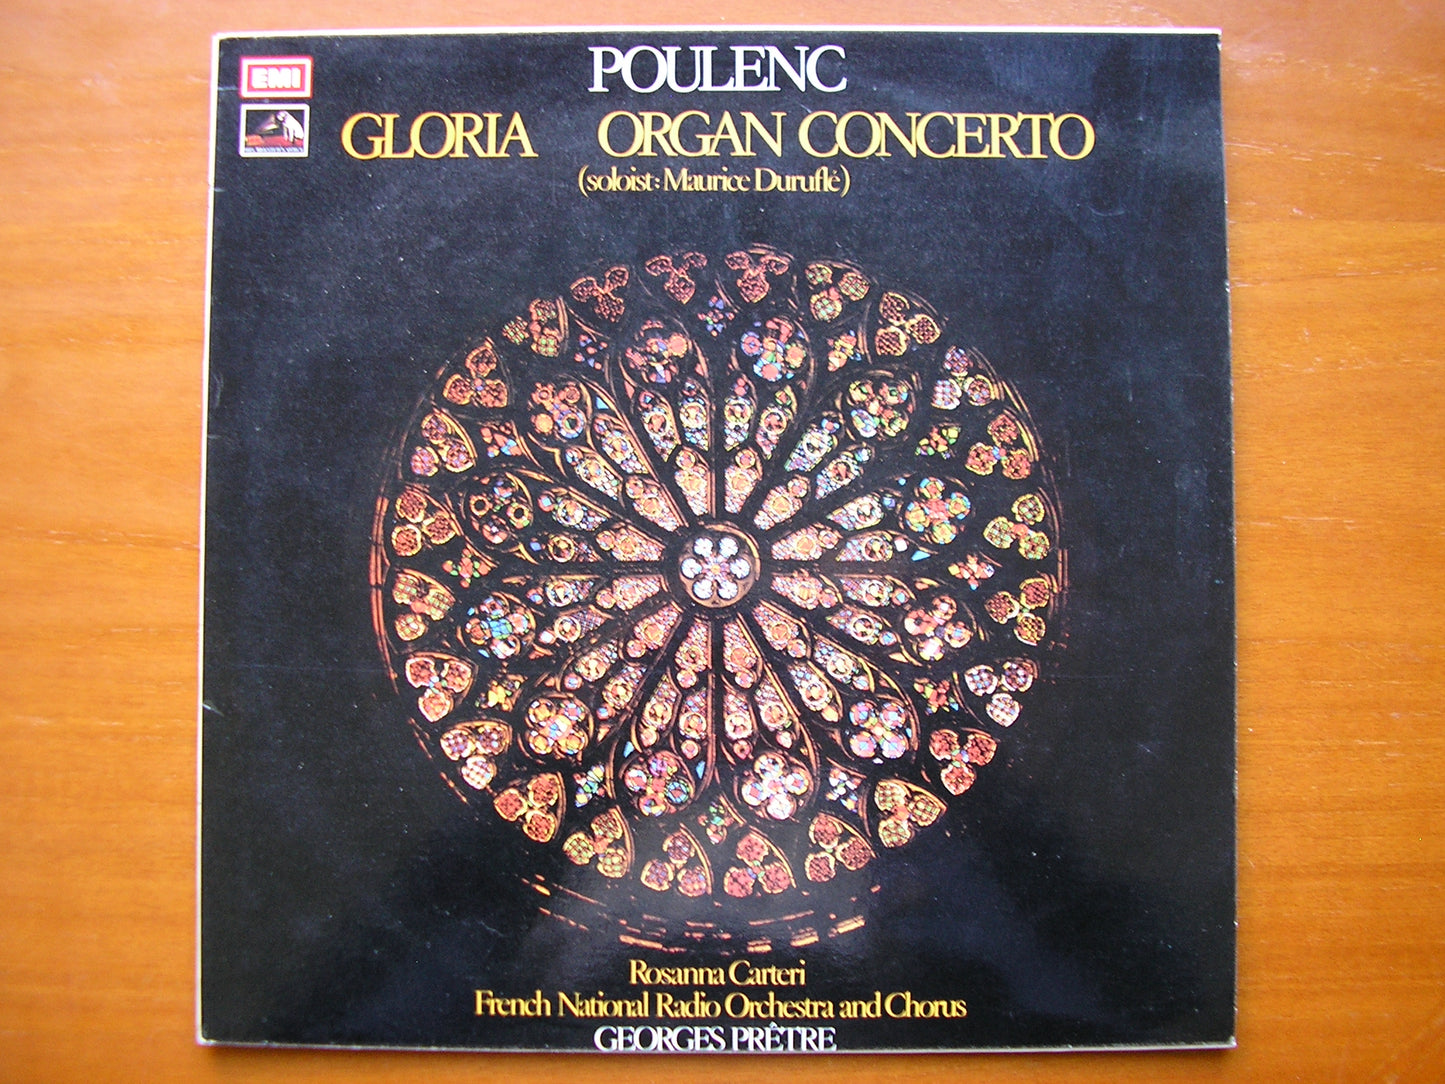 EMI
POULENC
GLORIA ORGAN CONCERTO
(soloist: Maurice Duruflé)
Rosanna Carteri
French National Radio Orchestra and Chorus
GEORGES PRÊTRE